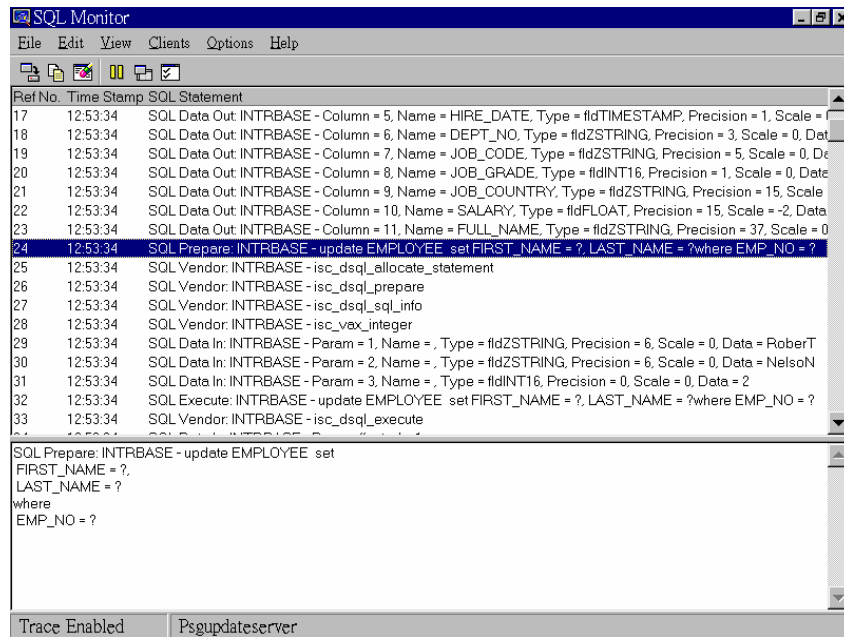 SQL Monitor
File Edit View Clients Options Help
Ref No. Time Stamp SQL Statement
17 12:53:34 SQL Data Out: INTRBASE - Column = 5, Name = HIRE_DATE, Type = fldTIMESTAMP, Precision = 1, Scale =
18 12:53:34 SQL Data Out: INTRBASE - Column = 6, Name = DEPT_NO, Type = fldZSTRING, Precision = 3, Scale = 0, Dat
19 12:53:34 SQL Data Out: INTRBASE - Column = 7, Name = JOB_CODE, Type = fldZSTRING, Precision = 5, Scale = 0, Da
20 12:53:34 SQL Data Out: INTRBASE - Column = 8, Name = JOB_GRADE, Type = fldINT16, Precision = 1, Scale = 0, Data
21 12:53:34 SQL Data Out: INTRBASE - Column = 9, Name = JOB_COUNTRY, Type = fldZSTRING, Precision = 15, Scale
22 12:53:34 SQL Data Out: INTRBASE - Column = 10, Name = SALARY, Type = fldFLOAT, Precision = 15, Scale = -2, Data
23 12:53:34 SQL Data Out: INTRBASE - Column = 11, Name = FULL_NAME, Type = fldZSTRING, Precision = 37, Scale = 0
24 12:53:34 SQL Prepare: INTRBASE - update EMPLOYEE set FIRST_NAME = ?, LAST_NAME = ?where EMP_NO = ?
25 12:53:34 SQL Vendor: INTRBASE - isc_dsql_allocate_statement
26 12:53:34 SQL Vendor: INTRBASE - isc_dsql_prepare
27 12:53:34 SQL Vendor: INTRBASE - isc_dsql_sql_info
28 12:53:34 SQL Vendor: INTRBASE - isc_vax_integer
29 12:53:34 SQL Data In: INTRBASE - Param = 1, Name = , Type = fldZSTRING, Precision = 6, Scale = 0, Data = RoberT
30 12:53:34 SQL Data In: INTRBASE - Param = 2, Name = , Type = fldZSTRING, Precision = 6, Scale = 0, Data = NelsoN
31 12:53:34 SQL Data In: INTRBASE - Param = 3, Name = , Type = fldINT16, Precision = 0, Scale = 0, Data = 2
32 12:53:34 SQL Execute: INTRBASE - update EMPLOYEE set FIRST_NAME = ?, LAST_NAME = ?where EMP_NO = ?
33 12:53:34 SQL Vendor: INTRBASE - isc_dsql_execute
SQL Prepare: INTRBASE - update EMPLOYEE set
FIRST_NAME = ?,
LAST_NAME = ?
where
EMP_NO = ?
Trace Enabled Psgupdateserver